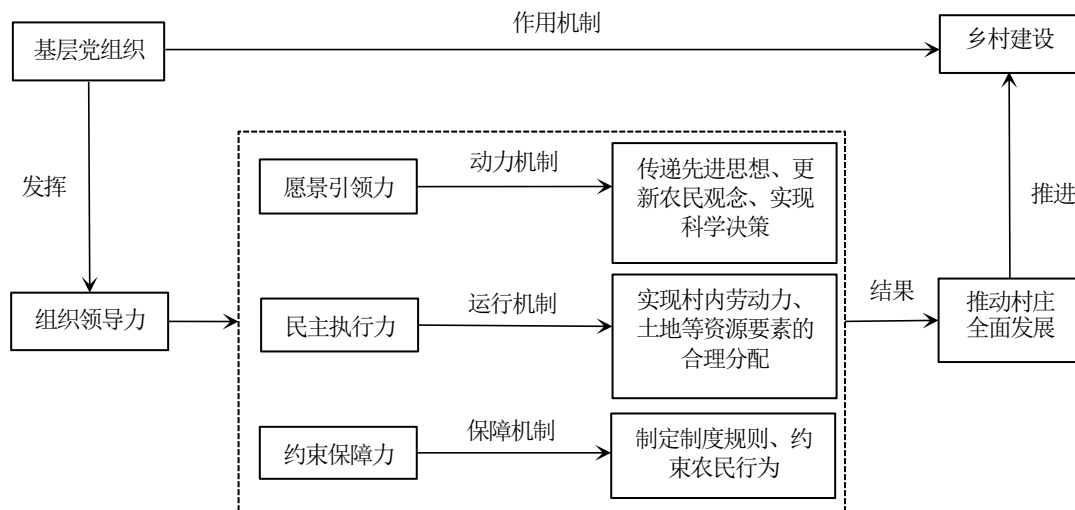 作用机制
基层党组织
乡村建设
发挥
动力机制
愿景引领力
传递先进思想、更
新农民观念、实现
科学决策
推进
组织领导力
运行机制
民主执行力
实现村内劳动力、
土地等资源要素的
合理分配
结果
推动村庄
全面发展
保障机制
约束保障力
制定制度规则、约
束农民行为